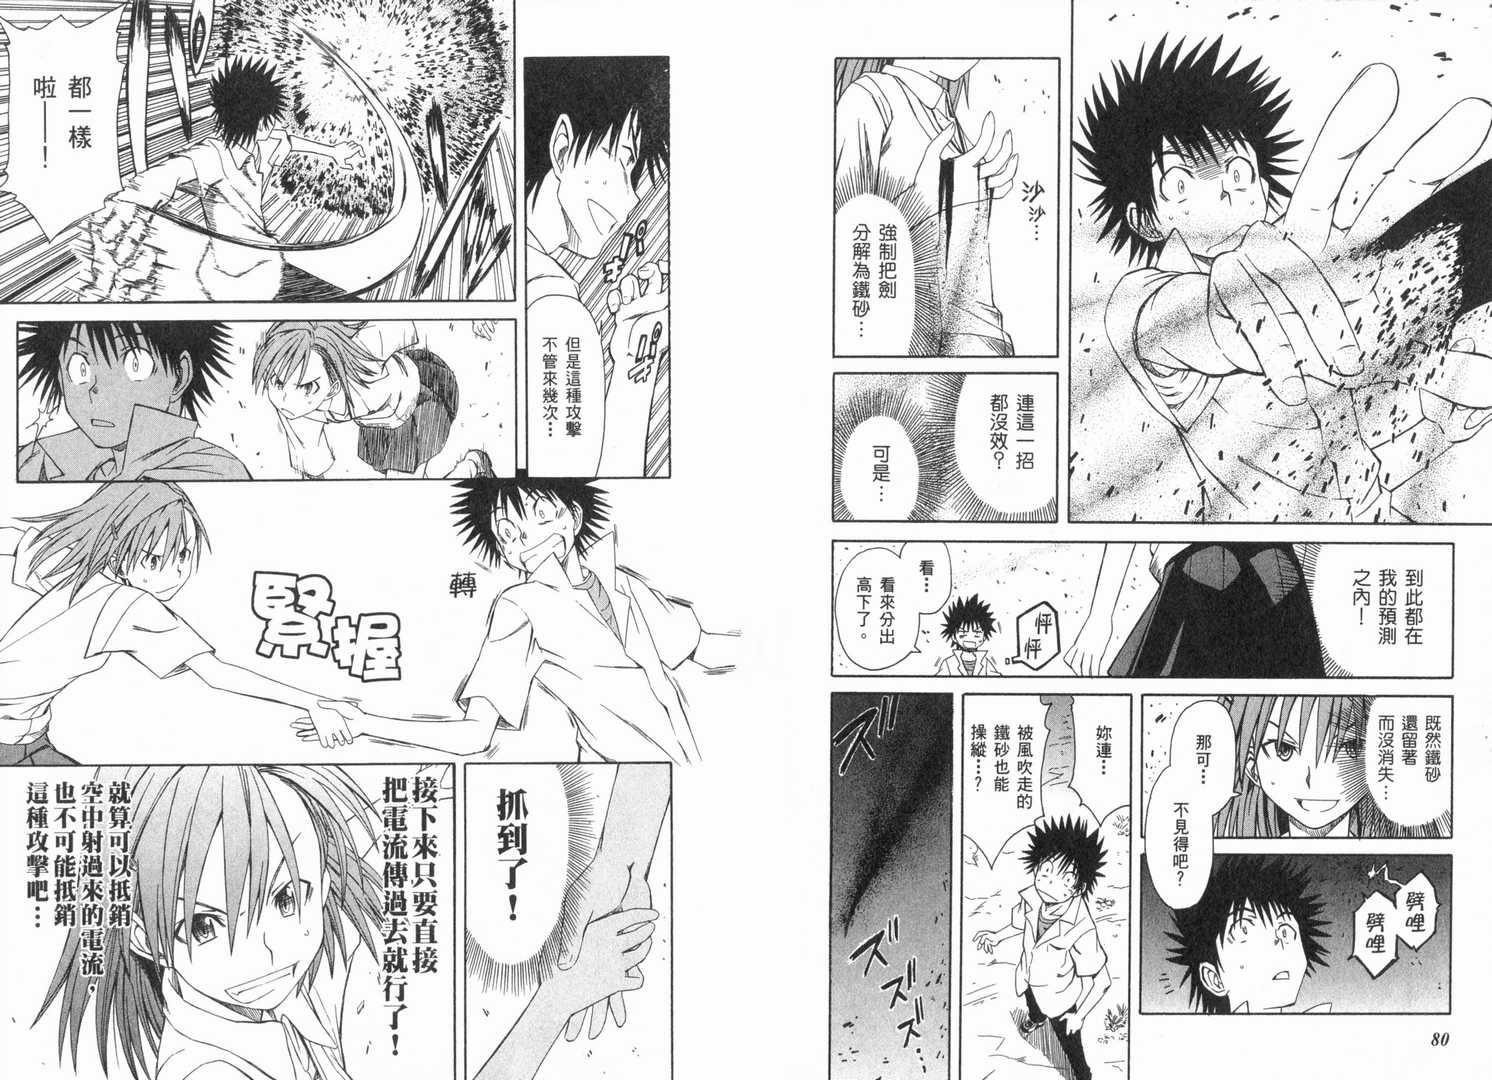 沙
沙…
強制把劍
分解為鐵砂…
連這一招
都沒效？
可是…
到此都在
我的預測
之內！
怦
怦
看…
看來分出
高下了。
既然鐵砂
還留著
而沒消失…
那可…
不見得吧？
劈哩
劈哩
妳連…
被風吹走的
鐵砂也能
操縱…？
ズ
ズ
ズ
ズ…
80
但是這種攻擊
不管來幾次…
都一樣
啦──！
轉
緊握
抓到了！
接下來只要直接
把電流傳過去就行了！
就算可以抵銷
空中射過來的電流，
也不可能抵銷
這種攻擊吧…